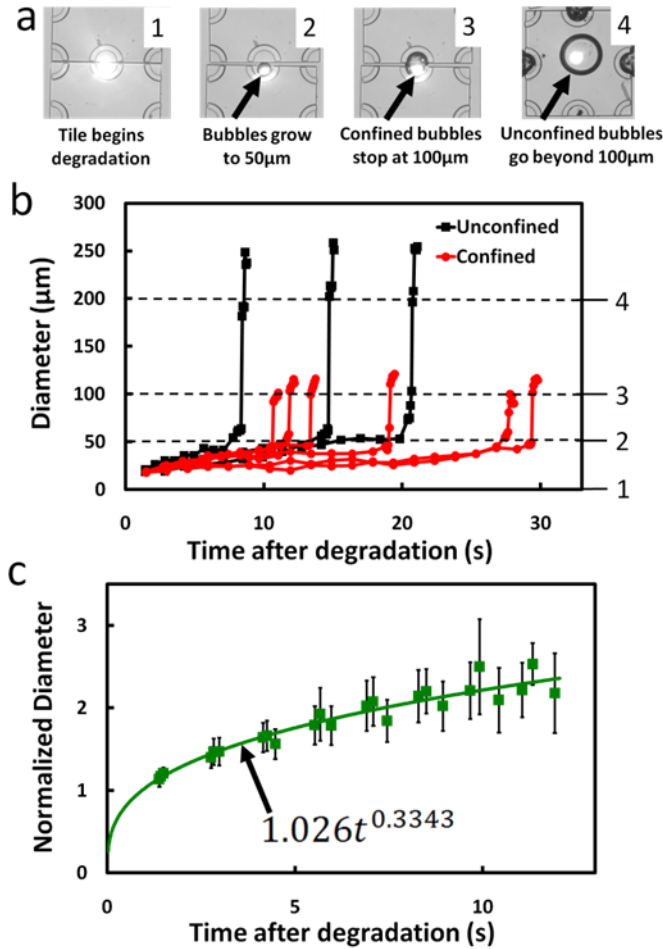 a
1
2
3
4
Tile begins
degradation
Bubbles grow
to 50µm
Confined bubbles
stop at 100µm
Unconfined bubbles
go beyond 100µm
b
300
250
200
150
100
50
0
Diameter (µm)
Unconfined
Confined
4
3
2
1
0
10
20
30
Time after degradation (s)
c
3
2
1
0
Normalized Diameter
1.026t^0.3343
0
5
10
Time after degradation (s)